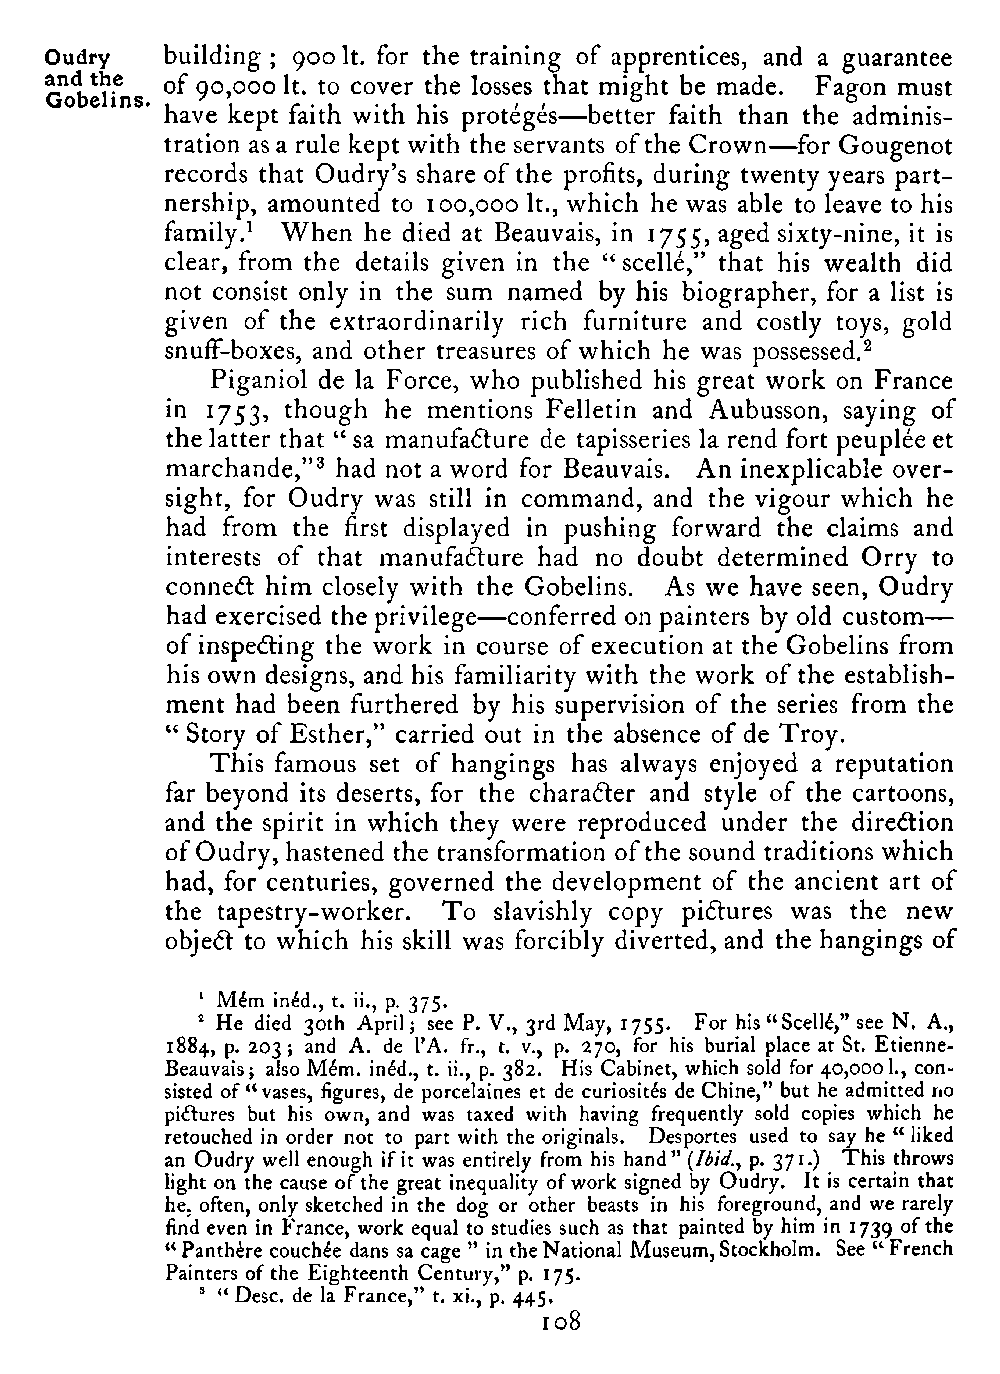 Oudry
and the
Gobelins.
building ; 900 lt. for the training of apprentices, and a guarantee
of 90,000 lt. to cover the losses that might be made. Fagon must
have kept faith with his protégés—better faith than the adminis-
tration as a rule kept with the servants of the Crown—for Gougenot
records that Oudry's share of the profits, during twenty years part-
nership, amounted to 100,000 lt., which he was able to leave to his
family.¹ When he died at Beauvais, in 1755, aged sixty-nine, it is
clear, from the details given in the “ scellé,” that his wealth did
not consist only in the sum named by his biographer, for a list is
given of the extraordinarily rich furniture and costly toys, gold
snuff-boxes, and other treasures of which he was possessed.²
Piganiol de la Force, who published his great work on France
in 1753, though he mentions Felletin and Aubusson, saying of
the latter that “ sa manufacture de tapisseries la rend fort peuplée et
marchande,”³ had not a word for Beauvais. An inexplicable over-
sight, for Oudry was still in command, and the vigour which he
had from the first displayed in pushing forward the claims and
interests of that manufacture had no doubt determined Orry to
connect him closely with the Gobelins. As we have seen, Oudry
had exercised the privilege—conferred on painters by old custom—
of inspecting the work in course of execution at the Gobelins from
his own designs, and his familiarity with the work of the establish-
ment had been furthered by his supervision of the series from the
“ Story of Esther,” carried out in the absence of de Troy.
This famous set of hangings has always enjoyed a reputation
far beyond its deserts, for the character and style of the cartoons,
and the spirit in which they were reproduced under the direction
of Oudry, hastened the transformation of the sound traditions which
had, for centuries, governed the development of the ancient art of
the tapestry-worker. To slavishly copy pictures was the new
object to which his skill was forcibly diverted, and the hangings of
¹ Mém inéd., t. ii., p. 375.
² He died 30th April; see P. V., 3rd May, 1755. For his “Scellé,” see N. A.,
1884, p. 203; and A. de l'A. fr., t. v., p. 270, for his burial place at St. Etienne-
Beauvais; also Mém. inéd., t. ii., p. 382. His Cabinet, which sold for 40,000 l., con-
sisted of “vases, figures, de porcelaines et de curiosités de Chine,” but he admitted no
pictures but his own, and was taxed with having frequently sold copies which he
retouched in order not to part with the originals. Desportes used to say he “ liked
an Oudry well enough if it was entirely from his hand” (Ibid., p. 371.) This throws
light on the cause of the great inequality of work signed by Oudry. It is certain that
he, often, only sketched in the dog or other beasts in his foreground, and we rarely
find even in France, work equal to studies such as that painted by him in 1739 of the
“Panthère couchée dans sa cage ” in the National Museum, Stockholm. See “French
Painters of the Eighteenth Century,” p. 175.
³ “ Desc. de la France,” t. xi., p. 445.
108